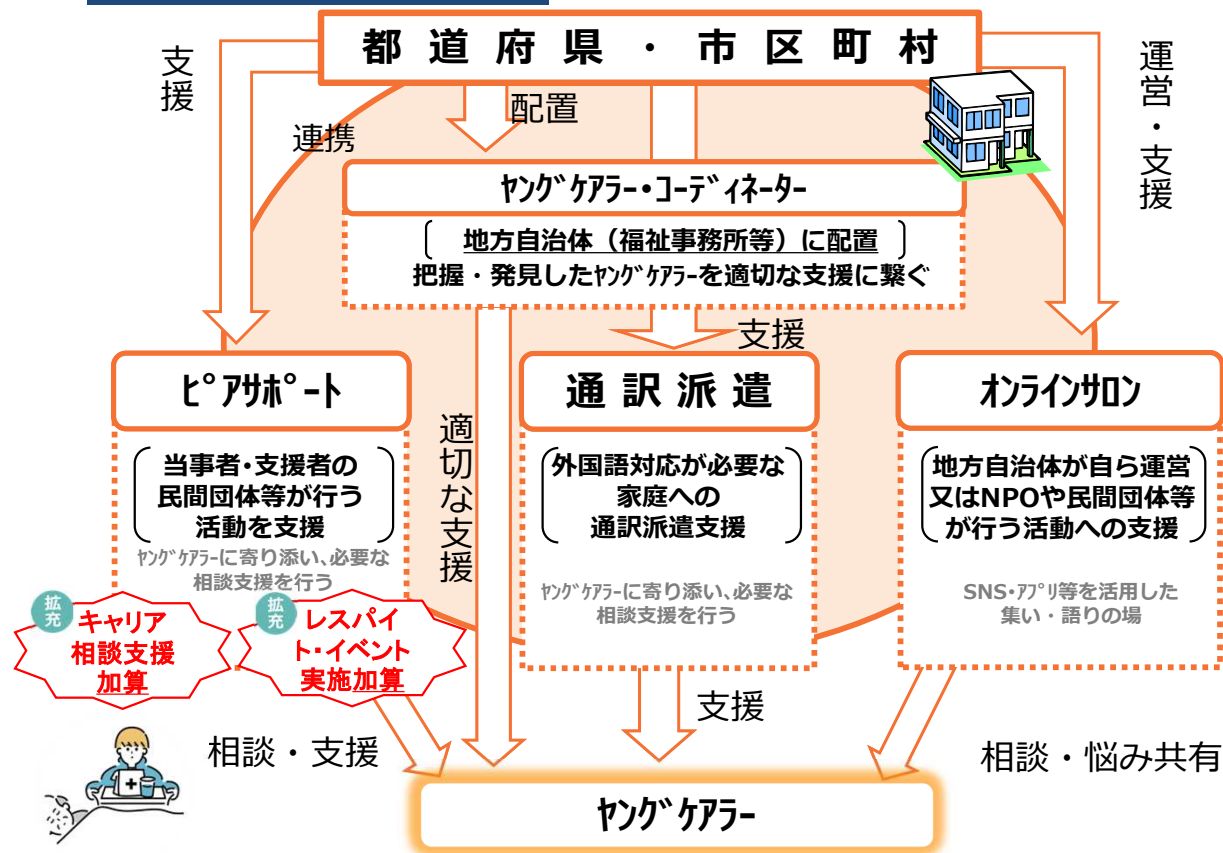 都道府県・市区町村
支援
配置
運営・支援
連携
ﾔﾝｸﾞｹｱﾗｰ・ｺｰﾃﾞｨﾈｰﾀｰ
地方自治体（福祉事務所等）に配置
把握・発見したﾔﾝｸﾞｹｱﾗｰを適切な支援に繋ぐ
支援
ﾋﾟｱｻﾎﾟｰﾄ
当事者・支援者の
民間団体等が行う
活動を支援
ﾔﾝｸﾞｹｱﾗｰに寄り添い､必要な
相談支援を行う
拡充
キャリア
相談支援
加算
拡充
レスパイ
ト・イベント
実施加算
適切な支援
通訳派遣
外国語対応が必要な
家庭への
通訳派遣支援
ﾔﾝｸﾞｹｱﾗｰに寄り添い､必要な
相談支援を行う
ｵﾝﾗｲﾝｻﾛﾝ
地方自治体が自ら運営
又はNPOや民間団体等
が行う活動への支援
SNS・ｱﾌﾟﾘ等を活用した
集い・語りの場
相談・支援
支援
相談・悩み共有
ﾔﾝｸﾞｹｱﾗｰ